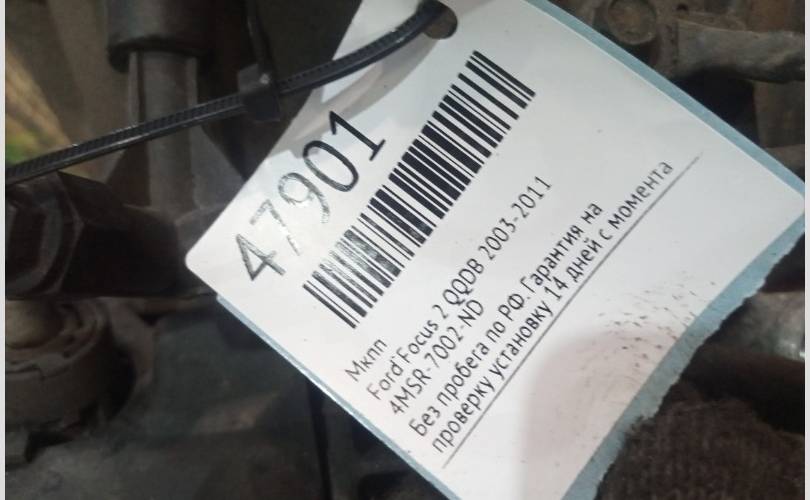 47901
Мкпп
Ford Focus 2 QQDB 2003-2011
4MSR-7002-ND
Без пробега по РФ. Гарантия на
проверку установку 14 дней с момента